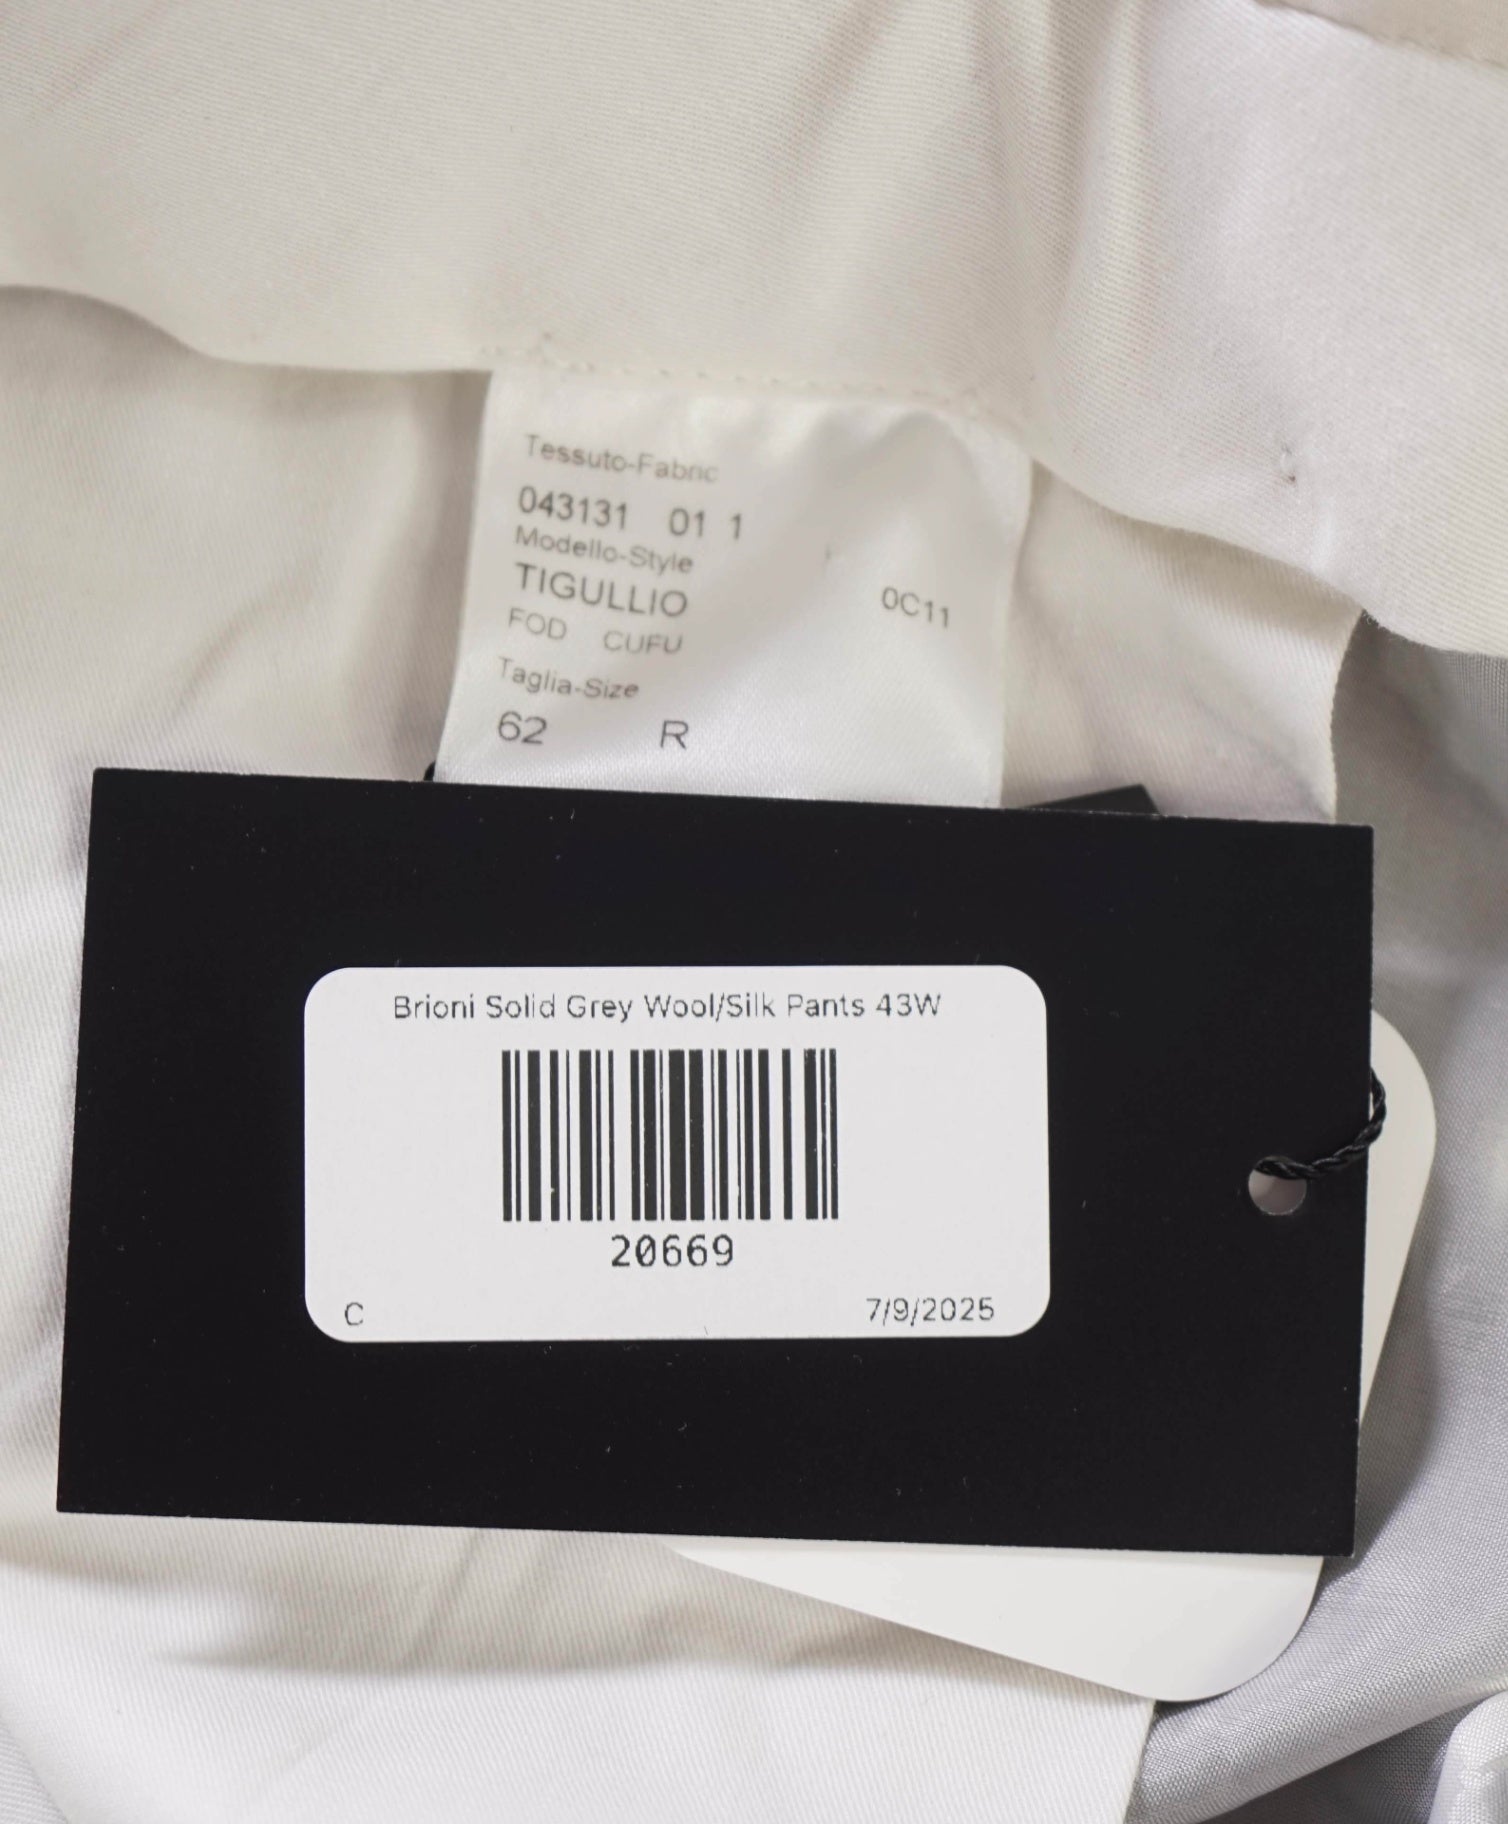 Tessuto-Fabric
043131 01 1
Modello-Style
TIGULLIO 0C11
FOD CUFU
Taglia-Size
62 R
Brioni Solid Grey Wool/Silk Pants 43W
20669
C 7/9/2025